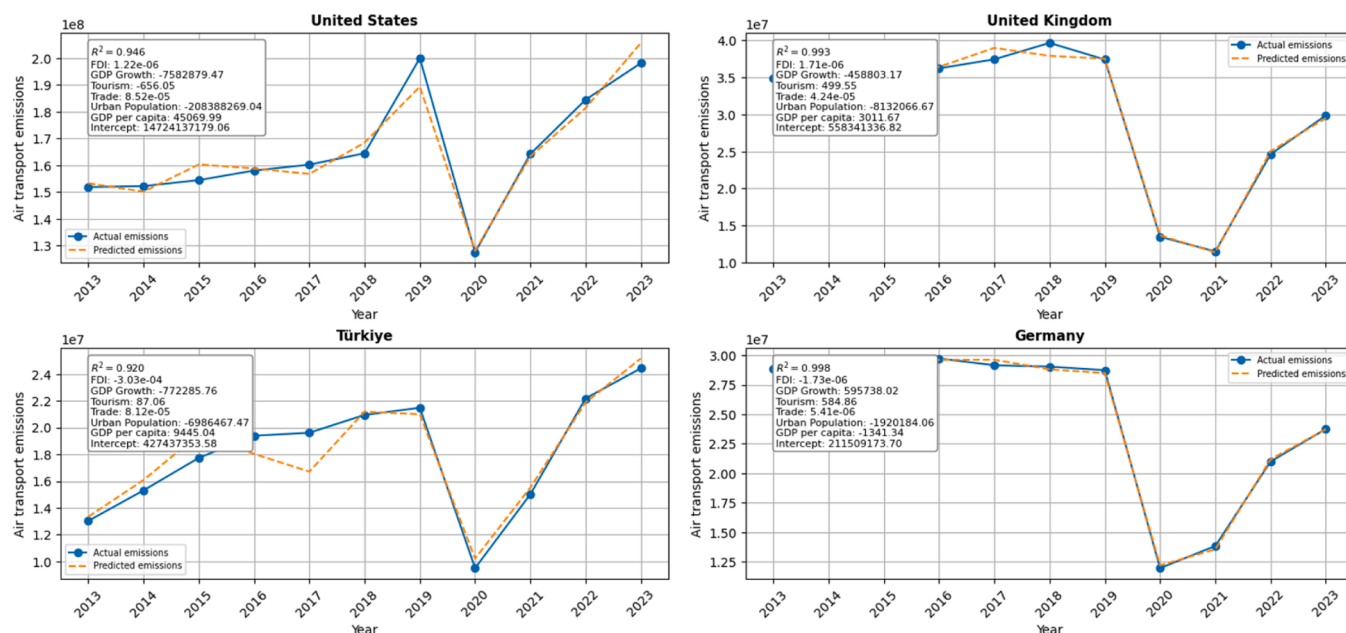 United States
1e8
R² = 0.946
FDI: 1.22e-06
GDP Growth: -7582879.47
Tourism: -656.05
Trade: 8.52e-05
Urban Population: -208388269.04
GDP per capita: 45069.99
Intercept: 14724137179.06
Air transport emissions
2.0
1.9
1.8
1.7
1.6
1.5
1.4
1.3
Actual emissions
Predicted emissions
2013
2014
2015
2016
2017
2018
2019
2020
2021
2022
2023
Year
United Kingdom
1e7
R² = 0.993
FDI: 1.71e-06
GDP Growth: -458803.17
Tourism: 499.55
Trade: 4.24e-05
Urban Population: -8132066.67
GDP per capita: 3011.67
Intercept: 558341336.82
Actual emissions
Predicted emissions
Air transport emissions
4.0
3.5
3.0
2.5
2.0
1.5
1.0
2013
2014
2015
2016
2017
2018
2019
2020
2021
2022
2023
Year
Türkiye
1e7
R² = 0.920
FDI: -3.03e-04
GDP Growth: -772285.76
Tourism: 87.06
Trade: 8.12e-05
Urban Population: -6986467.47
GDP per capita: 9445.04
Intercept: 427437353.58
Air transport emissions
2.4
2.2
2.0
1.8
1.6
1.4
1.2
1.0
Actual emissions
Predicted emissions
2013
2014
2015
2016
2017
2018
2019
2020
2021
2022
2023
Year
Germany
1e7
R² = 0.998
FDI: -1.73e-06
GDP Growth: 595738.02
Tourism: 584.86
Trade: 5.41e-06
Urban Population: -1920184.06
GDP per capita: -1341.34
Intercept: 211509173.70
Actual emissions
Predicted emissions
Air transport emissions
3.00
2.75
2.50
2.25
2.00
1.75
1.50
1.25
2013
2014
2015
2016
2017
2018
2019
2020
2021
2022
2023
Year